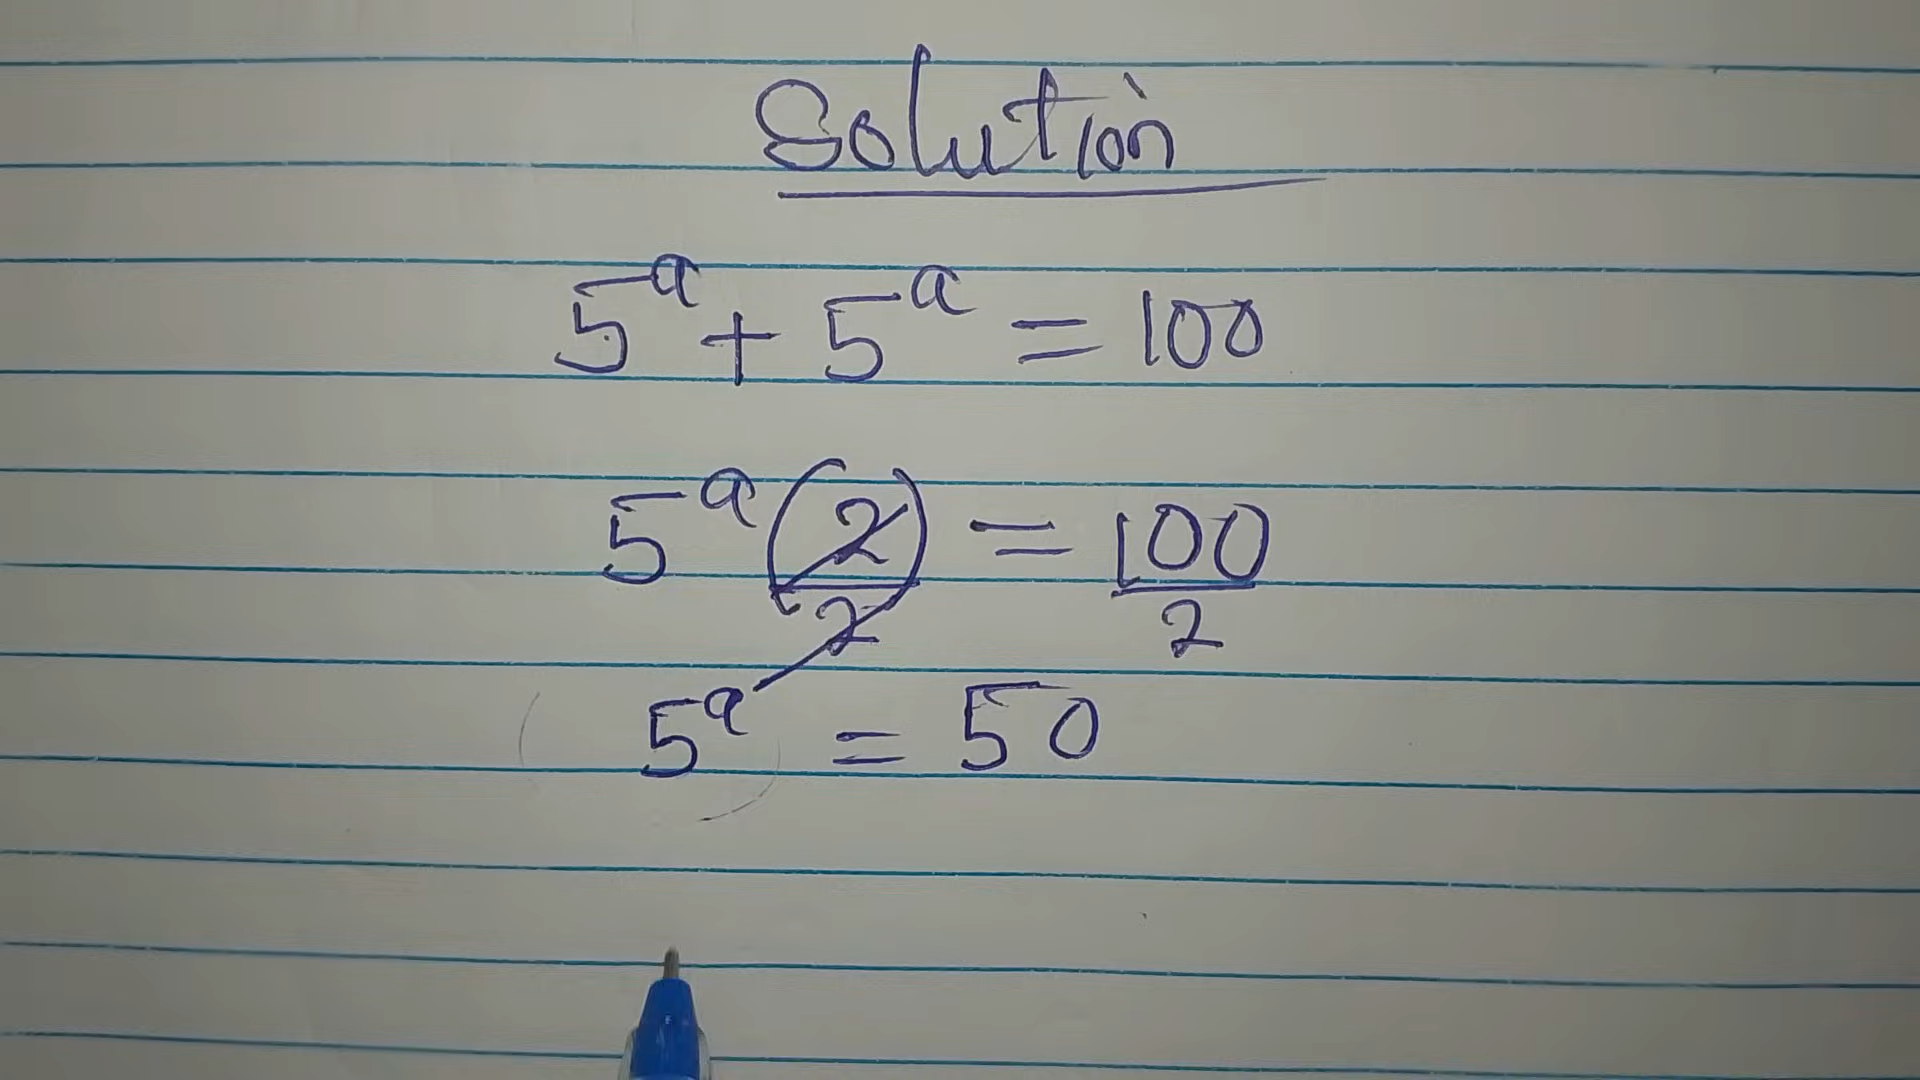 Solution
5^a + 5^a = 100
5^a (2)/2 = 100/2
5^a = 50